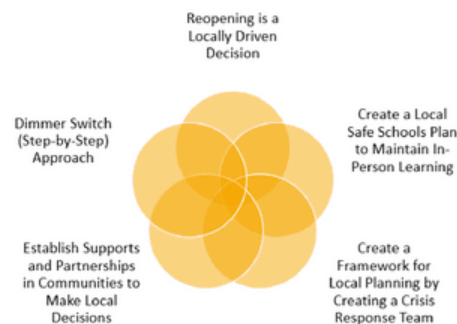 Reopening is a
Locally Driven
Decision
Dimmer Switch
(Step-by-Step)
Approach
Create a Local
Safe Schools Plan
to Maintain In-
Person Learning
Establish Supports
and Partnerships
in Communities to
Make Local
Decisions
Create a
Framework for
Local Planning by
Creating a Crisis
Response Team